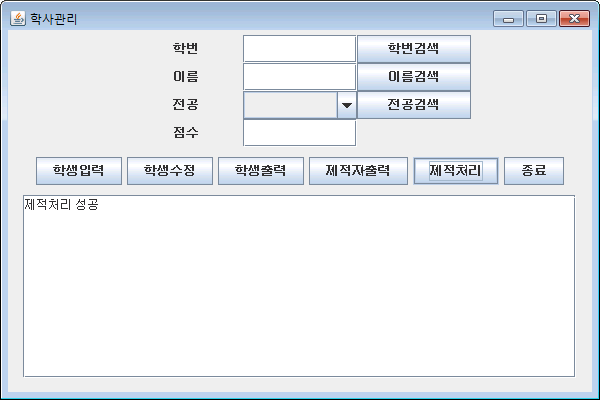 학사관리
학번 학번검색
이름 이름검색
전공 전공검색
점수
학생입력 학생수정 학생출력 제적자출력 제적처리 종료
제적처리 성공